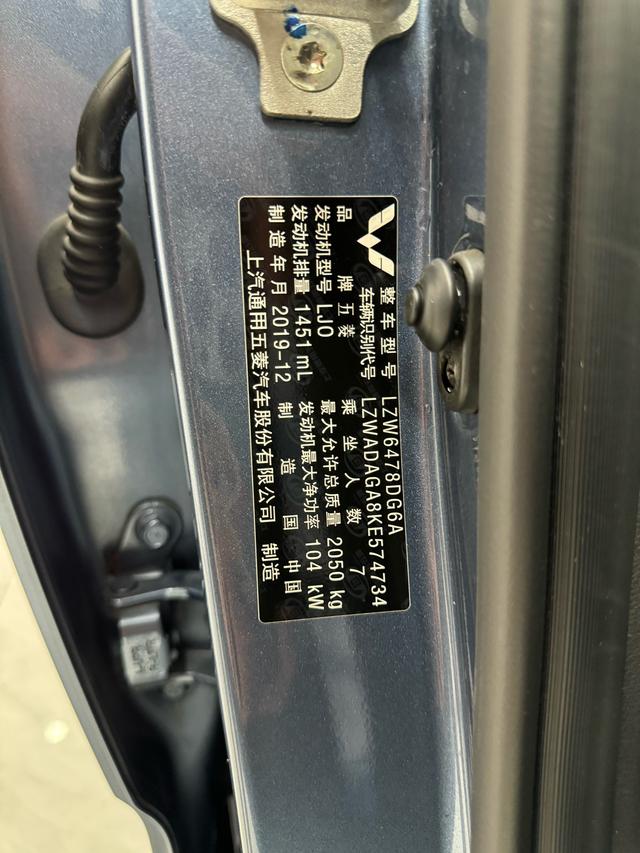 整车型号 LZW6478DG6A
车辆识别代号 LZWADAGA8KE574734
品牌 五菱 乘坐人数 7
发动机型号 LJO 最大允许总质量 2050 kg
发动机排量 1451 mL 发动机最大净功率 104 kW
制造年月 2019-12 制造国 中国
上汽通用五菱汽车股份有限公司 制造